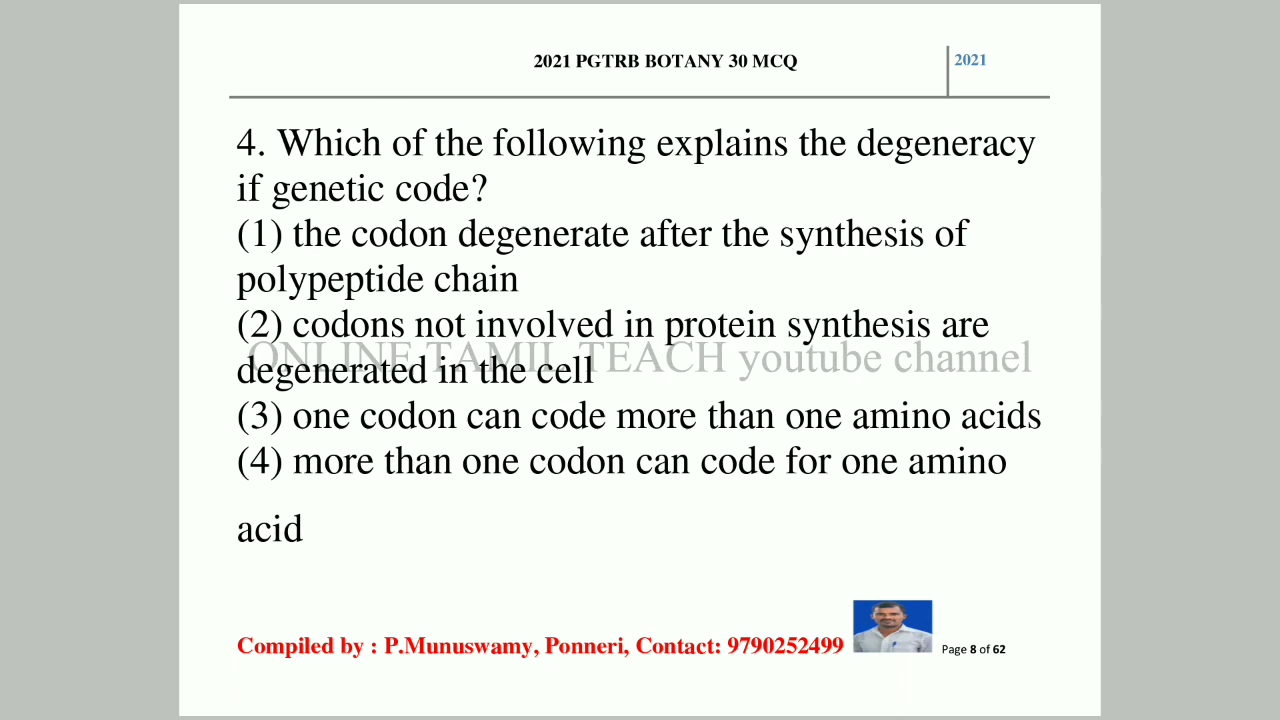 2021 PGTRB BOTANY 30 MCQ
2021
4. Which of the following explains the degeneracy
if genetic code?
(1) the codon degenerate after the synthesis of
polypeptide chain
(2) codons not involved in protein synthesis are
ONLINE TAMIL TEACH youtube channel
degenerated in the cell
(3) one codon can code more than one amino acids
(4) more than one codon can code for one amino
acid
Compiled by : P.Munuswamy, Ponneri, Contact: 9790252499
Page 8 of 62